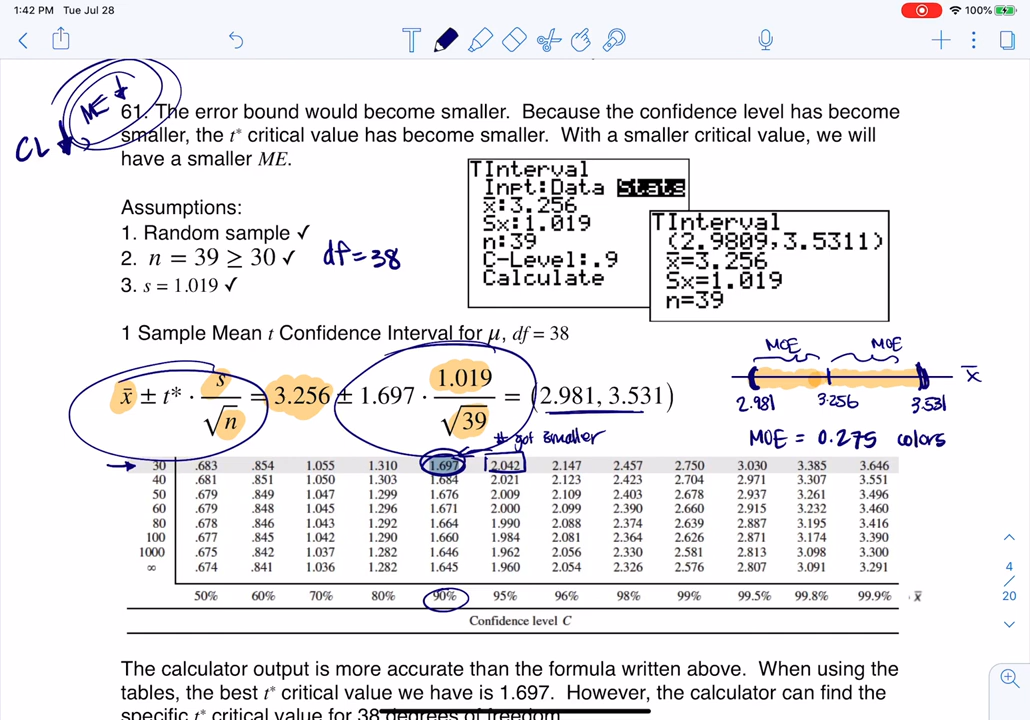 1:42 PM Tue Jul 28
100%
61. The error bound would become smaller. Because the confidence level has become
smaller, the t* critical value has become smaller. With a smaller critical value, we will
have a smaller ME.
ME↓
CL↓
Assumptions:
1. Random sample ✓
2. n = 39 ≥ 30 ✓
df = 38
3. s = 1.019 ✓
TInterval
Inpt:Data Stats
x̄:3.256
Sx:1.019
n:39
C-Level:.9
Calculate
TInterval
(2.9809,3.5311)
x̄=3.256
Sx=1.019
n=39
1 Sample Mean t Confidence Interval for μ, df = 38
x̄ ± t* · s/√n = 3.256 ± 1.697 · 1.019/√39 = (2.981, 3.531)
MOE MOE
x̄
2.981 3.256 3.531
MOE = 0.275 colors
# got smaller
30 .683 .854 1.055 1.310 1.697 2.042 2.147 2.457 2.750 3.030 3.385 3.646
40 .681 .851 1.050 1.303 1.684 2.021 2.123 2.423 2.704 2.971 3.307 3.551
50 .679 .849 1.047 1.299 1.676 2.009 2.109 2.403 2.678 2.937 3.261 3.496
60 .679 .848 1.045 1.296 1.671 2.000 2.099 2.390 2.660 2.915 3.232 3.460
80 .678 .846 1.043 1.292 1.664 1.990 2.088 2.374 2.639 2.887 3.195 3.416
100 .677 .845 1.042 1.290 1.660 1.984 2.081 2.364 2.626 2.871 3.174 3.390
1000 .675 .842 1.037 1.282 1.646 1.962 2.056 2.330 2.581 2.813 3.098 3.300
∞ .674 .841 1.036 1.282 1.645 1.960 2.054 2.326 2.576 2.807 3.091 3.291
50% 60% 70% 80% 90% 95% 96% 98% 99% 99.5% 99.8% 99.9% x̄
Confidence level C
4
/
20
The calculator output is more accurate than the formula written above. When using the
tables, the best t* critical value we have is 1.697. However, the calculator can find the
specific t* critical value for 38 degrees of freedom